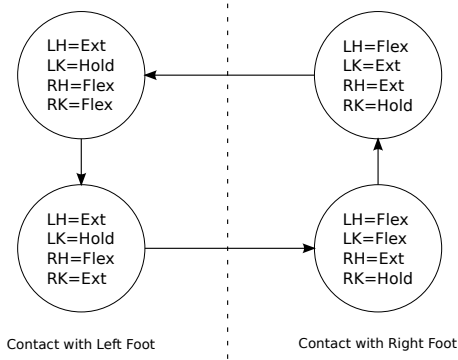 LH=Ext
LK=Hold
RH=Flex
RK=Flex
LH=Flex
LK=Ext
RH=Ext
RK=Hold
LH=Ext
LK=Hold
RH=Flex
RK=Ext
LH=Flex
LK=Flex
RH=Ext
RK=Hold
Contact with Left Foot
Contact with Right Foot